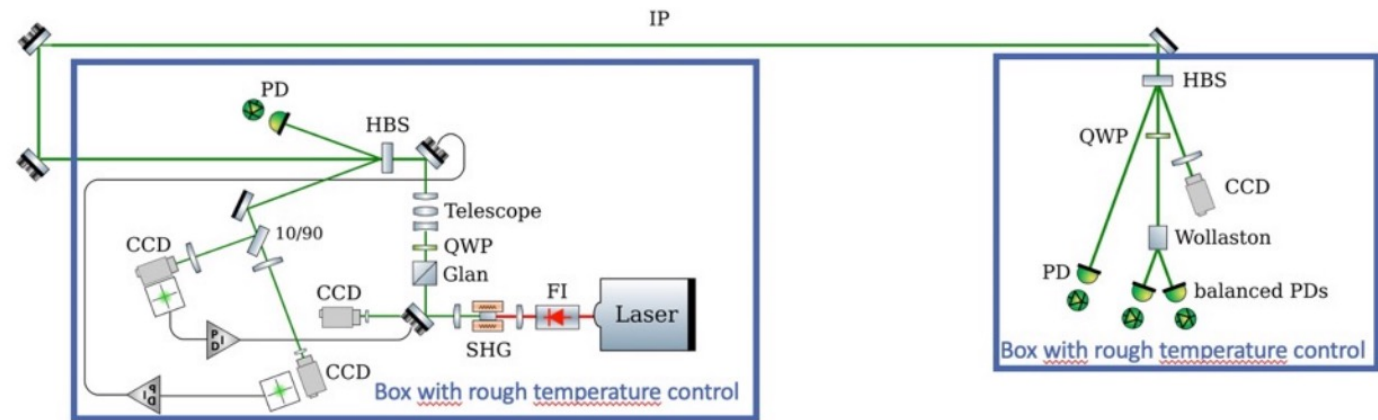 IP
PD
HBS
HBS
QWP
CCD
Telescope
10/90
CCD
QWP
Wollaston
Glan
PD
CCD
FI
balanced PDs
Laser
P I D
SHG
CCD
P I D
Box with rough temperature control
Box with rough temperature control